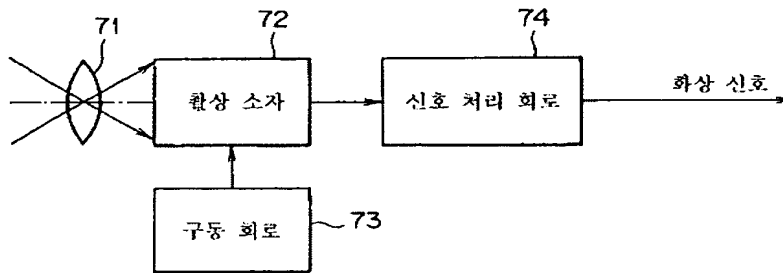 71
72
74
촬상 소자
신호 처리 회로
화상 신호
구동 회로
73